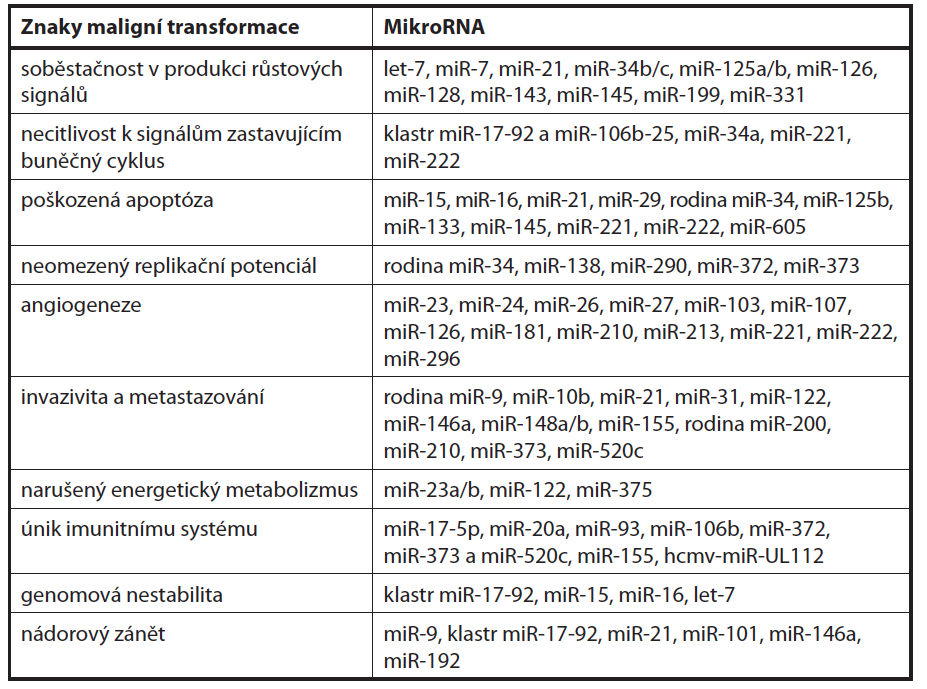 Znaky maligní transformace
MikroRNA
soběstačnost v produkci růstových
signálů
let-7, miR-7, miR-21, miR-34b/c, miR-125a/b, miR-126,
miR-128, miR-143, miR-145, miR-199, miR-331
necitlivost k signálům zastavujícím
buněčný cyklus
klastr miR-17-92 a miR-106b-25, miR-34a, miR-221,
miR-222
poškozená apoptóza
miR-15, miR-16, miR-21, miR-29, rodina miR-34, miR-125b,
miR-133, miR-145, miR-221, miR-222, miR-605
neomezený replikační potenciál
rodina miR-34, miR-138, miR-290, miR-372, miR-373
angiogeneze
miR-23, miR-24, miR-26, miR-27, miR-103, miR-107,
miR-126, miR-181, miR-210, miR-213, miR-221, miR-222,
miR-296
invazivita a metastazování
rodina miR-9, miR-10b, miR-21, miR-31, miR-122,
miR-146a, miR-148a/b, miR-155, rodina miR-200,
miR-210, miR-373, miR-520c
narušený energetický metabolizmus
miR-23a/b, miR-122, miR-375
únik imunitnímu systému
miR-17-5p, miR-20a, miR-93, miR-106b, miR-372,
miR-373 a miR-520c, miR-155, hcmv-miR-UL112
genomová nestabilita
klastr miR-17-92, miR-15, miR-16, let-7
nádorový zánět
miR-9, klastr miR-17-92, miR-21, miR-101, miR-146a,
miR-192